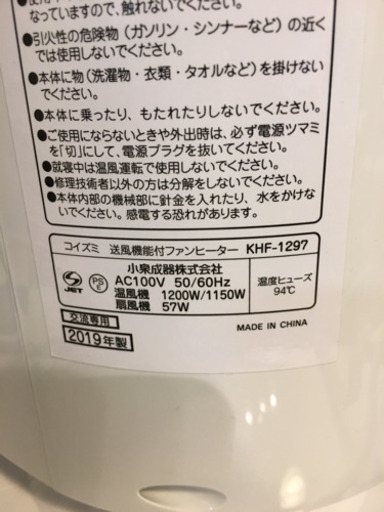 なっていますので、触れないでください。
●引火性の危険物（ガソリン・シンナーなど）の近く
では使用しないでください。
●本体に物（洗濯物・衣類・タオルなど）を掛けない
でください。
●本体に乗ったり、もたれたりしないでください。
●ご使用にならないときや外出時は、必ず電源ツマミ
を「切」にして、電源プラグを抜いてください。
●就寝中は温風運転で使用しないでください。
●修理技術者以外の方は分解をしないでください。
●本体内部の機械部に針金を入れたり、水をかけな
いでください。感電する恐れがあります。
コイズミ 送風機能付ファンヒーター KHF-1297
小泉成器株式会社
AC100V 50/60Hz
温風機 1200W/1150W
扇風機 57W
JET
PS
E
温度ヒューズ
94℃
交流専用
2019年製
MADE IN CHINA